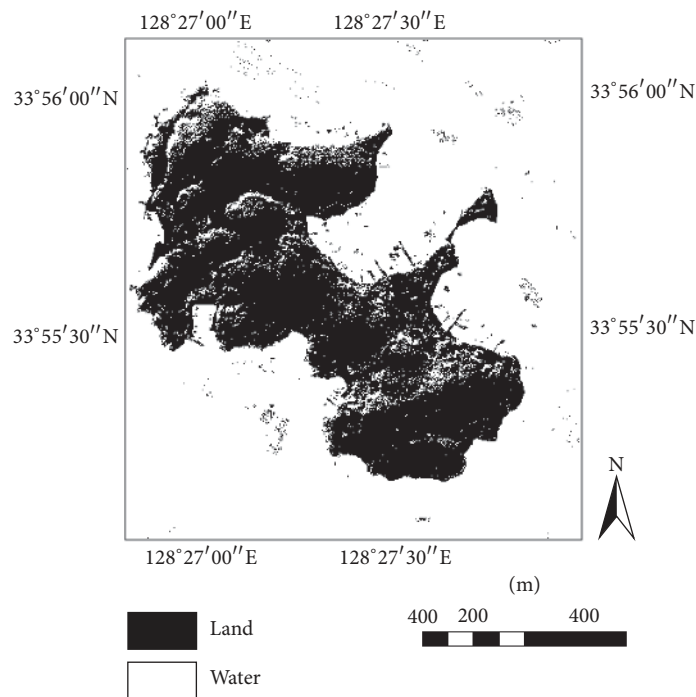 128°27′00″E 128°27′30″E
33°56′00″N 33°56′00″N
33°55′30″N 33°55′30″N
N
128°27′00″E 128°27′30″E
(m)
400 200 400
Land
Water